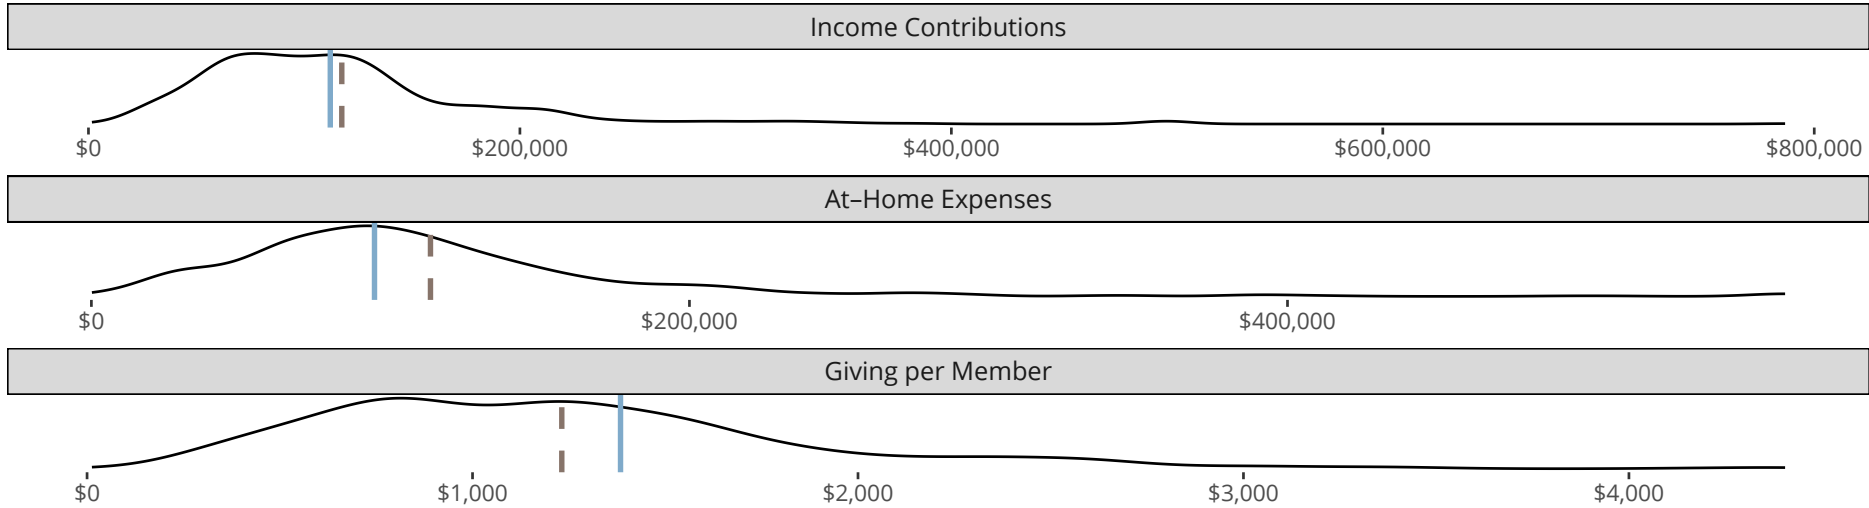 Income Contributions
$0 $200,000 $400,000 $600,000 $800,000
At–Home Expenses
$0 $200,000 $400,000
Giving per Member
$0 $1,000 $2,000 $3,000 $4,000